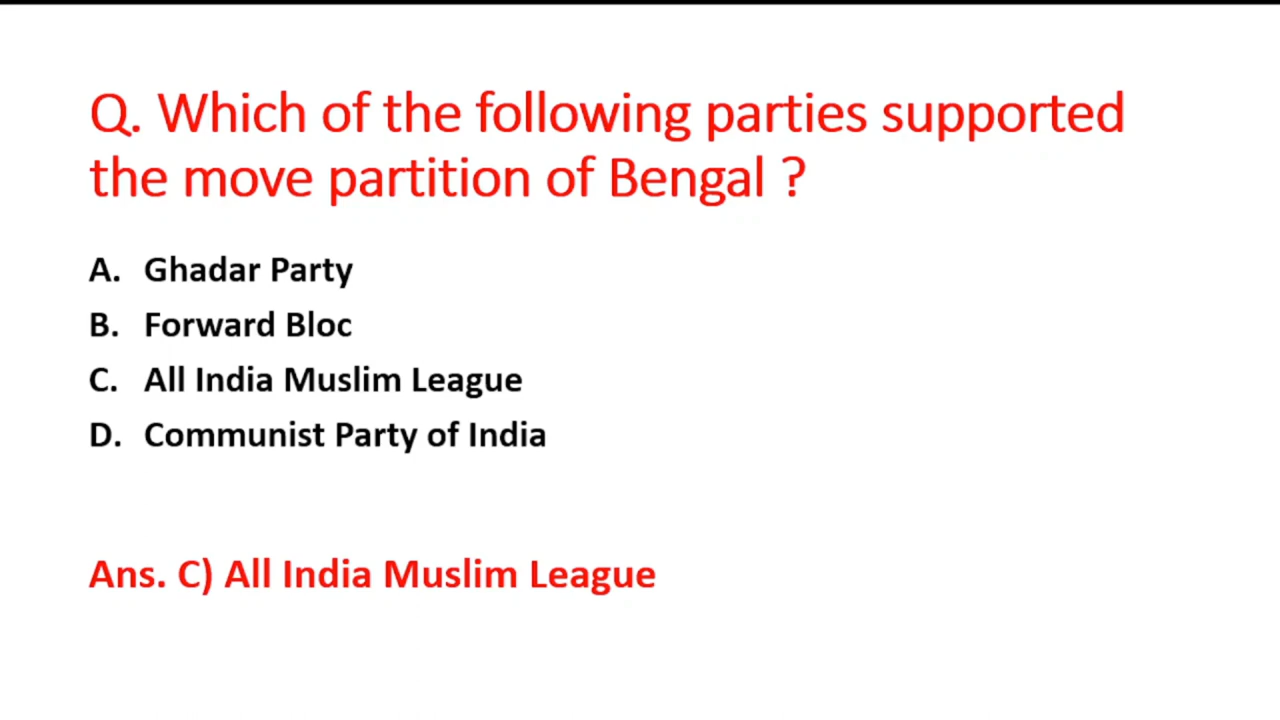 Q. Which of the following parties supported
the move partition of Bengal ?
A. Ghadar Party
B. Forward Bloc
C. All India Muslim League
D. Communist Party of India
Ans. C) All India Muslim League